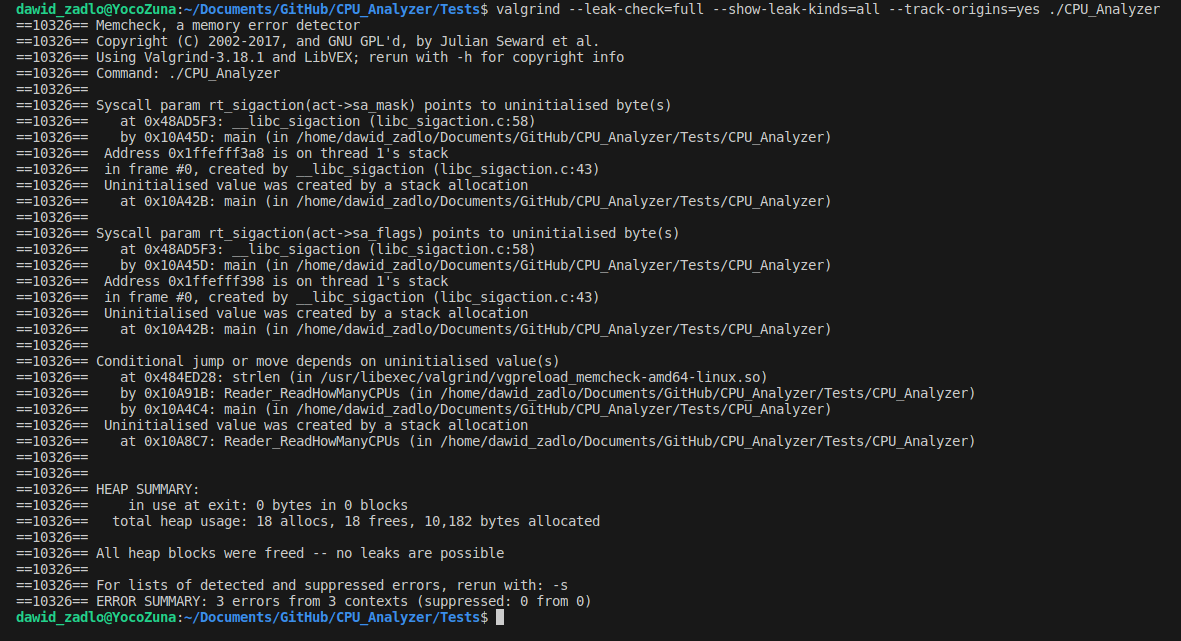 dawid_zadlo@YocoZuna:~/Documents/GitHub/CPU_Analyzer/Tests$ valgrind --leak-check=full --show-leak-kinds=all --track-origins=yes ./CPU_Analyzer
==10326== Memcheck, a memory error detector
==10326== Copyright (C) 2002-2017, and GNU GPL'd, by Julian Seward et al.
==10326== Using Valgrind-3.18.1 and LibVEX; rerun with -h for copyright info
==10326== Command: ./CPU_Analyzer
==10326==
==10326== Syscall param rt_sigaction(act->sa_mask) points to uninitialised byte(s)
==10326==    at 0x48AD5F3: __libc_sigaction (libc_sigaction.c:58)
==10326==    by 0x10A45D: main (in /home/dawid_zadlo/Documents/GitHub/CPU_Analyzer/Tests/CPU_Analyzer)
==10326==  Address 0x1ffefff3a8 is on thread 1's stack
==10326==  in frame #0, created by __libc_sigaction (libc_sigaction.c:43)
==10326==  Uninitialised value was created by a stack allocation
==10326==    at 0x10A42B: main (in /home/dawid_zadlo/Documents/GitHub/CPU_Analyzer/Tests/CPU_Analyzer)
==10326==
==10326== Syscall param rt_sigaction(act->sa_flags) points to uninitialised byte(s)
==10326==    at 0x48AD5F3: __libc_sigaction (libc_sigaction.c:58)
==10326==    by 0x10A45D: main (in /home/dawid_zadlo/Documents/GitHub/CPU_Analyzer/Tests/CPU_Analyzer)
==10326==  Address 0x1ffefff398 is on thread 1's stack
==10326==  in frame #0, created by __libc_sigaction (libc_sigaction.c:43)
==10326==  Uninitialised value was created by a stack allocation
==10326==    at 0x10A42B: main (in /home/dawid_zadlo/Documents/GitHub/CPU_Analyzer/Tests/CPU_Analyzer)
==10326==
==10326== Conditional jump or move depends on uninitialised value(s)
==10326==    at 0x484ED28: strlen (in /usr/libexec/valgrind/vgpreload_memcheck-amd64-linux.so)
==10326==    by 0x10A91B: Reader_ReadHowManyCPUs (in /home/dawid_zadlo/Documents/GitHub/CPU_Analyzer/Tests/CPU_Analyzer)
==10326==    by 0x10A4C4: main (in /home/dawid_zadlo/Documents/GitHub/CPU_Analyzer/Tests/CPU_Analyzer)
==10326==  Uninitialised value was created by a stack allocation
==10326==    at 0x10A8C7: Reader_ReadHowManyCPUs (in /home/dawid_zadlo/Documents/GitHub/CPU_Analyzer/Tests/CPU_Analyzer)
==10326==
==10326==
==10326== HEAP SUMMARY:
==10326==     in use at exit: 0 bytes in 0 blocks
==10326==   total heap usage: 18 allocs, 18 frees, 10,182 bytes allocated
==10326==
==10326== All heap blocks were freed -- no leaks are possible
==10326==
==10326== For lists of detected and suppressed errors, rerun with: -s
==10326== ERROR SUMMARY: 3 errors from 3 contexts (suppressed: 0 from 0)
dawid_zadlo@YocoZuna:~/Documents/GitHub/CPU_Analyzer/Tests$